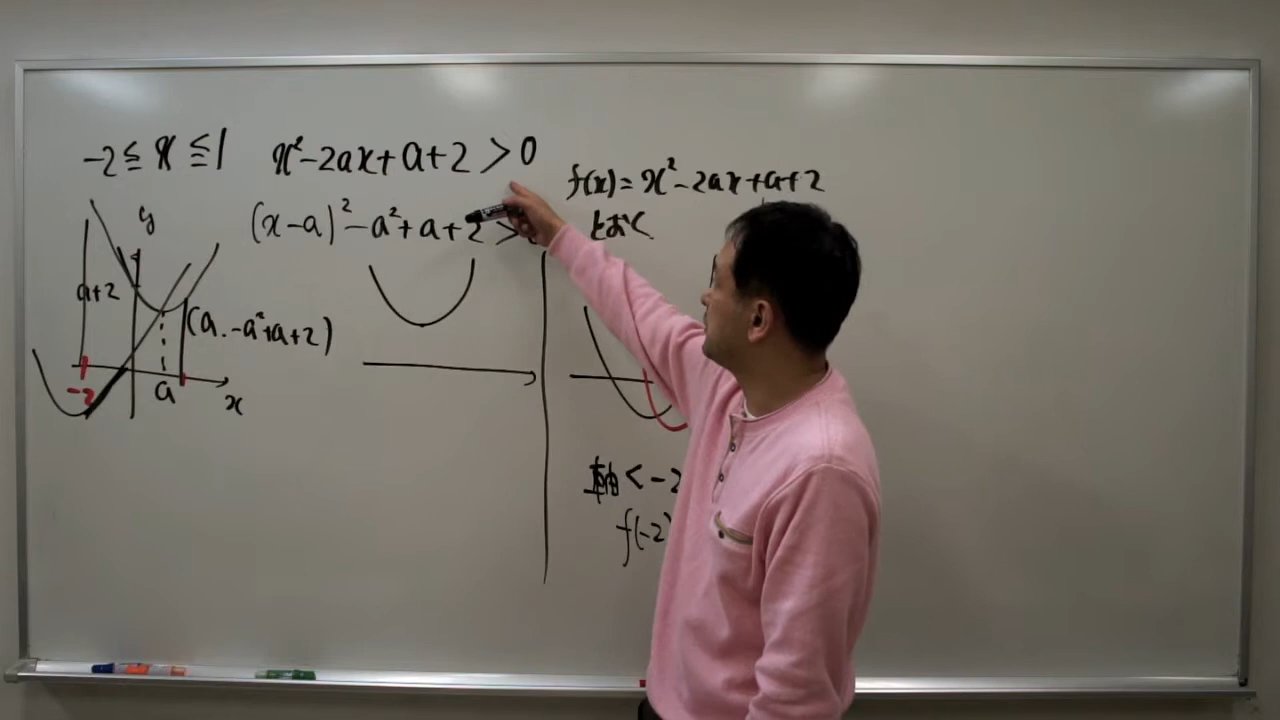 -2≦x≦1 x²-2ax+a+2>0
(x-a)²-a²+a+2>
y
a+2
(a.-a²+a+2)
-2
a
x
f(x)=x²-2ax+a+2
とおく
軸<-2
f(-2)